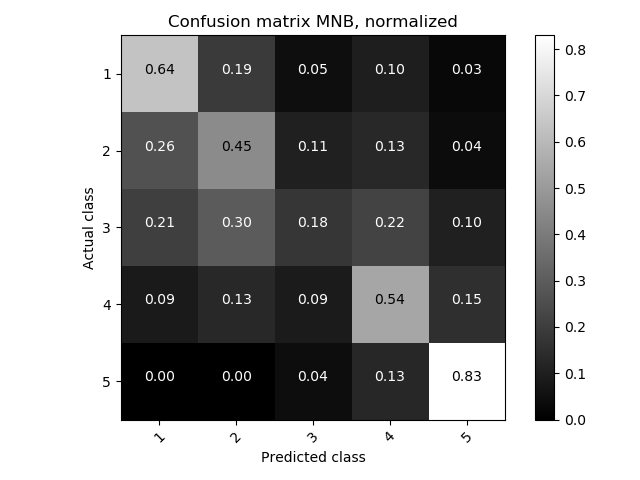 Confusion matrix MNB, normalized
1 0.64 0.19 0.05 0.10 0.03
2 0.26 0.45 0.11 0.13 0.04
3 0.21 0.30 0.18 0.22 0.10
4 0.09 0.13 0.09 0.54 0.15
5 0.00 0.00 0.04 0.13 0.83
1 2 3 4 5
Actual class
Predicted class
0.8
0.7
0.6
0.5
0.4
0.3
0.2
0.1
0.0